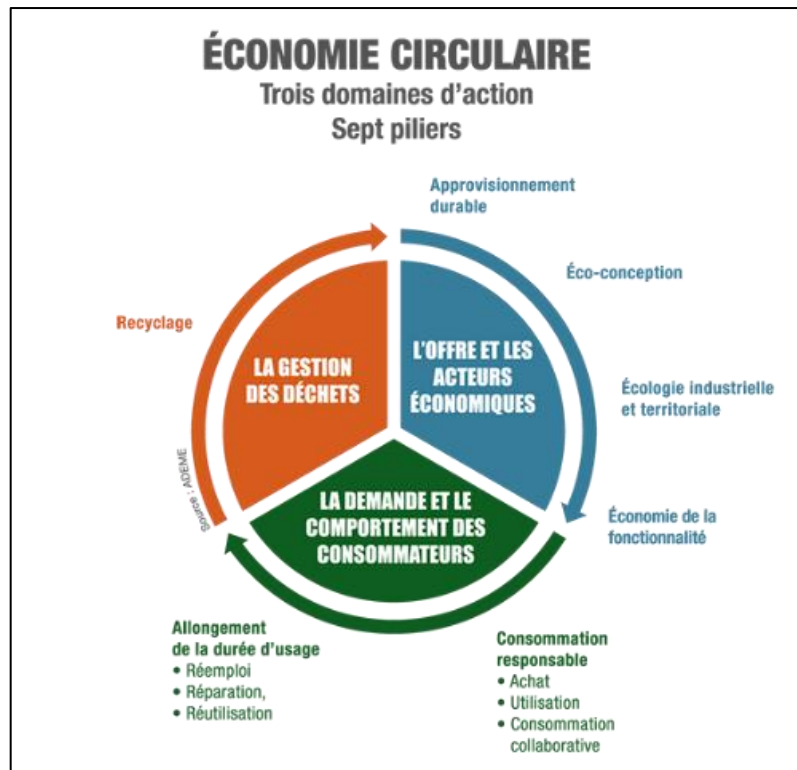 ÉCONOMIE CIRCULAIRE
Trois domaines d'action
Sept piliers
Approvisionnement
durable
Éco-conception
Recyclage
LA GESTION
DES DÉCHETS
L'OFFRE ET LES
ACTEURS
ÉCONOMIQUES
Écologie industrielle
et territoriale
Source : ADEME
LA DEMANDE ET LE
COMPORTEMENT DES
CONSOMMATEURS
Économie de la
fonctionnalité
Allongement
de la durée d'usage
• Réemploi
• Réparation,
• Réutilisation
Consommation
responsable
• Achat
• Utilisation
• Consommation
collaborative